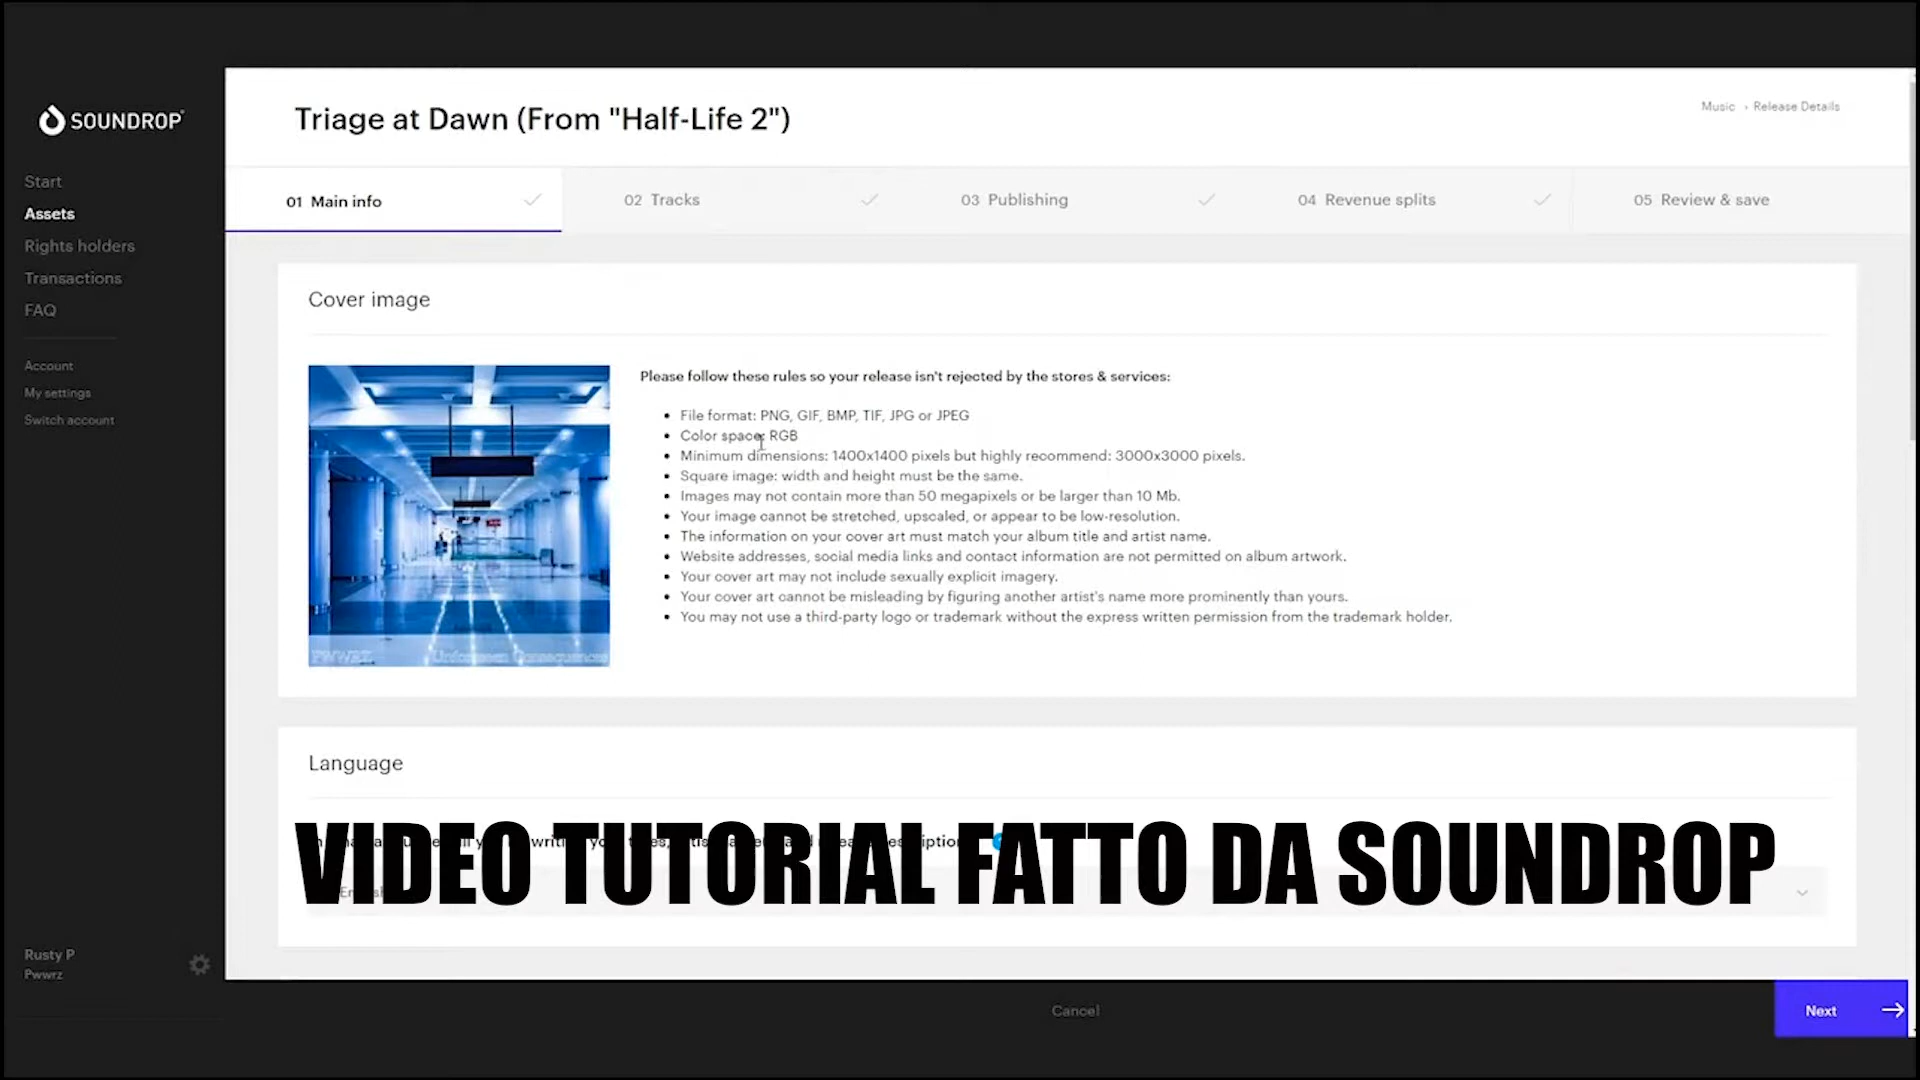 SOUNDROP
Start
Assets
Rights holders
Transactions
FAQ
Account
My settings
Switch account
Rusty P
Pwwrz
Triage at Dawn (From "Half-Life 2")
Music › Release Details
01 Main info
02 Tracks
03 Publishing
04 Revenue splits
05 Review & save
Cover image
PWWRZ
Unforeseen Consequences
Please follow these rules so your release isn't rejected by the stores & services:
• File format: PNG, GIF, BMP, TIF, JPG or JPEG
• Color space: RGB
• Minimum dimensions: 1400x1400 pixels but highly recommend: 3000x3000 pixels.
• Square image: width and height must be the same.
• Images may not contain more than 50 megapixels or be larger than 10 Mb.
• Your image cannot be stretched, upscaled, or appear to be low-resolution.
• The information on your cover art must match your album title and artist name.
• Website addresses, social media links and contact information are not permitted on album artwork.
• Your cover art may not include sexually explicit imagery.
• Your cover art cannot be misleading by figuring another artist's name more prominently than yours.
• You may not use a third-party logo or trademark without the express written permission from the trademark holder.
Language
VIDEO TUTORIAL FATTO DA SOUNDROP
Cancel
Next